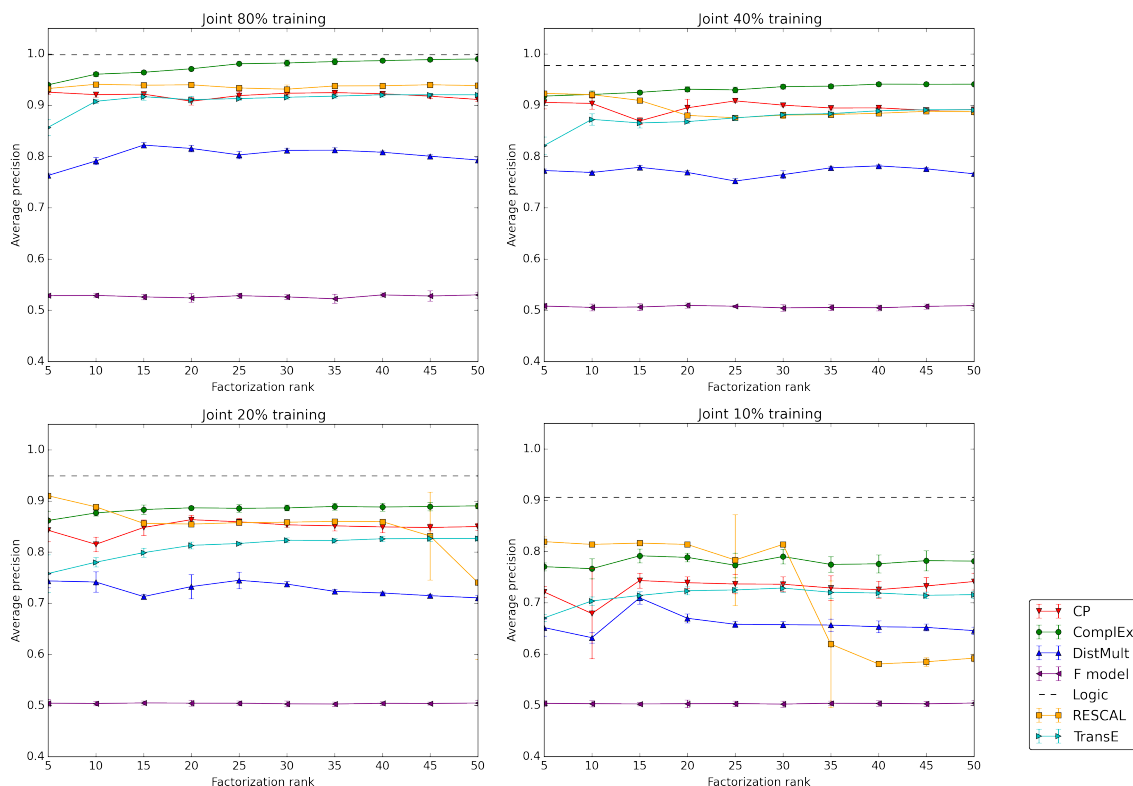 Joint 80% training
Average precision
1.0
0.9
0.8
0.7
0.6
0.5
0.4
5 10 15 20 25 30 35 40 45 50
Factorization rank
Joint 40% training
Average precision
1.0
0.9
0.8
0.7
0.6
0.5
0.4
5 10 15 20 25 30 35 40 45 50
Factorization rank
Joint 20% training
Average precision
1.0
0.9
0.8
0.7
0.6
0.5
0.4
5 10 15 20 25 30 35 40 45 50
Factorization rank
Joint 10% training
Average precision
1.0
0.9
0.8
0.7
0.6
0.5
0.4
5 10 15 20 25 30 35 40 45 50
Factorization rank
CP
ComplEx
DistMult
F model
Logic
RESCAL
TransE